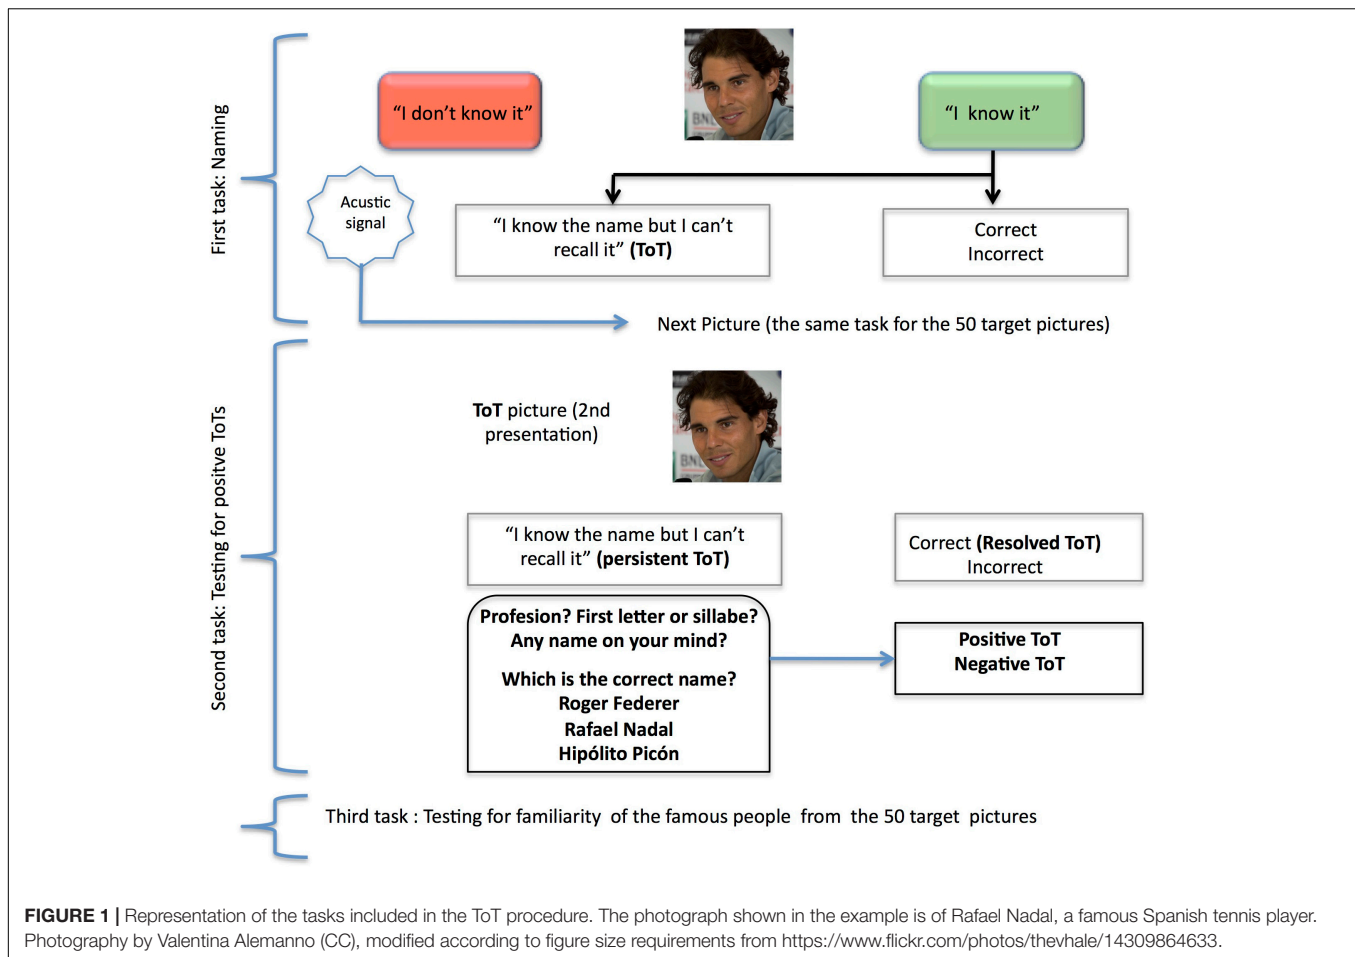 First task: Naming
"I don't know it"
BNL
"I  know it"
Acustic
signal
"I know the name but I can't
recall it" (ToT)
Correct
Incorrect
Next Picture (the same task for the 50 target pictures)
Second task: Testing for positve ToTs
ToT picture (2nd
presentation)
"I know the name but I can't
recall it" (persistent ToT)
Correct (Resolved ToT)
Incorrect
Profesion? First letter or sillabe?
Any name on your mind?
Which is the correct name?
Roger Federer
Rafael Nadal
Hipólito Picón
Positive ToT
Negative ToT
Third task : Testing for familiarity  of the famous people  from  the 50 target  pictures
FIGURE 1 | Representation of the tasks included in the ToT procedure. The photograph shown in the example is of Rafael Nadal, a famous Spanish tennis player.
Photography by Valentina Alemanno (CC), modified according to figure size requirements from https://www.flickr.com/photos/thevhale/14309864633.